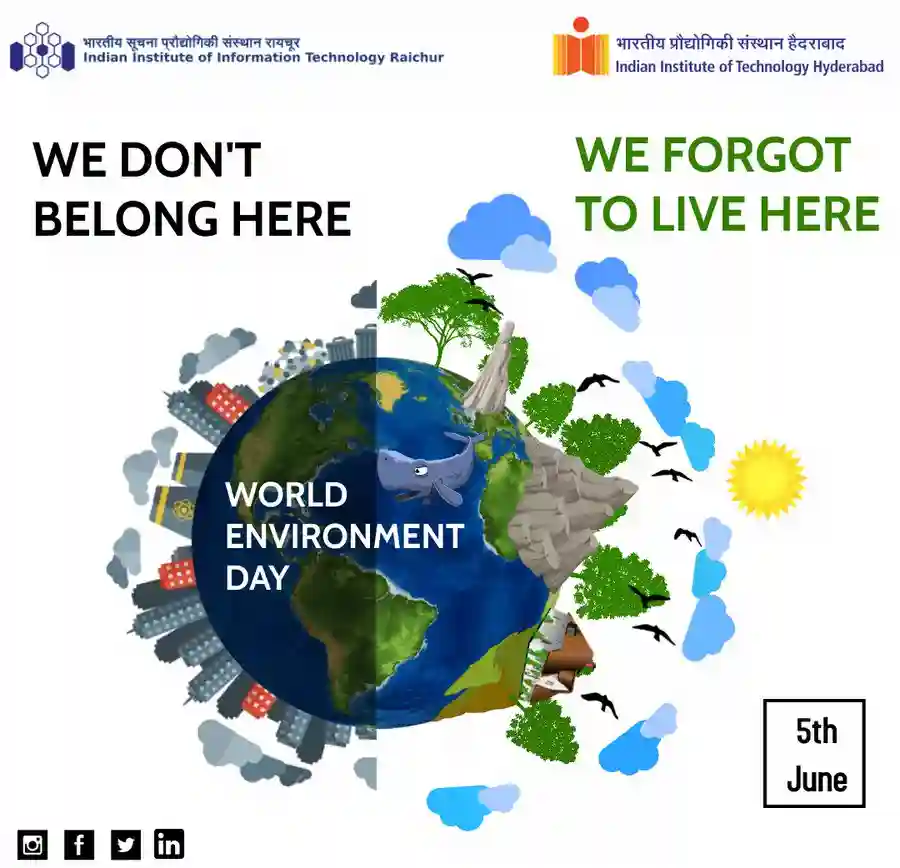 भारतीय सूचना प्रौद्योगिकी संस्थान रायचूर
Indian Institute of Information Technology Raichur
भारतीय प्रौद्योगिकी संस्थान हैदराबाद
Indian Institute of Technology Hyderabad
WE DON'T
BELONG HERE
WE FORGOT
TO LIVE HERE
WORLD
ENVIRONMENT
DAY
5th
June